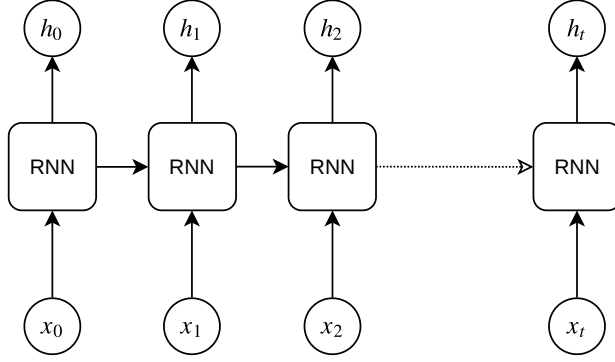 h₀ h₁ h₂ hₜ
RNN RNN RNN RNN
x₀ x₁ x₂ xₜ